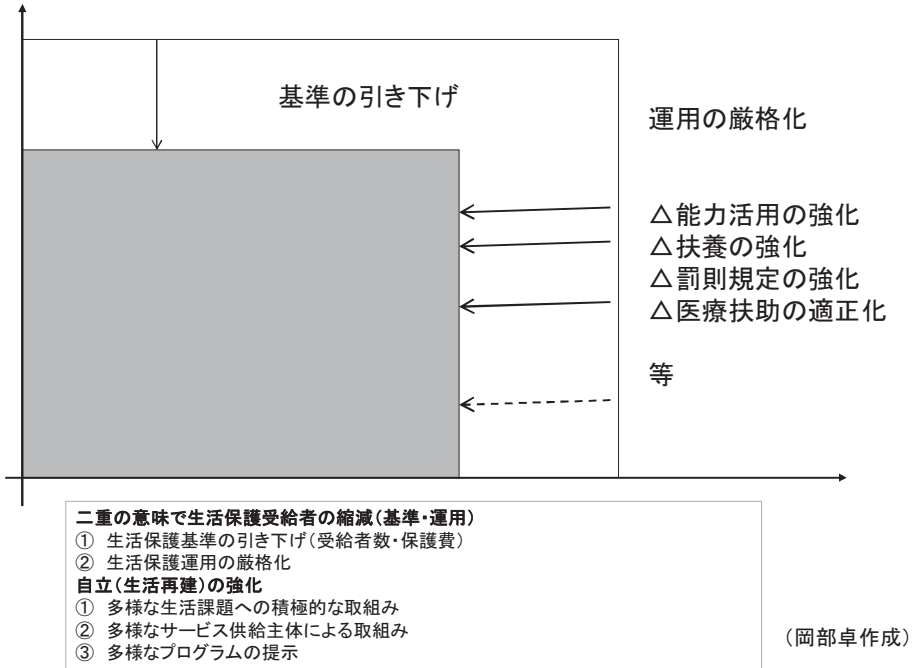 基準の引き下げ
運用の厳格化
△能力活用の強化
△扶養の強化
△罰則規定の強化
△医療扶助の適正化
等
二重の意味で生活保護受給者の縮減(基準・運用)
① 生活保護基準の引き下げ(受給者数・保護費)
② 生活保護運用の厳格化
自立(生活再建)の強化
① 多様な生活課題への積極的な取組み
② 多様なサービス供給主体による取組み
③ 多様なプログラムの提示
(岡部卓作成)